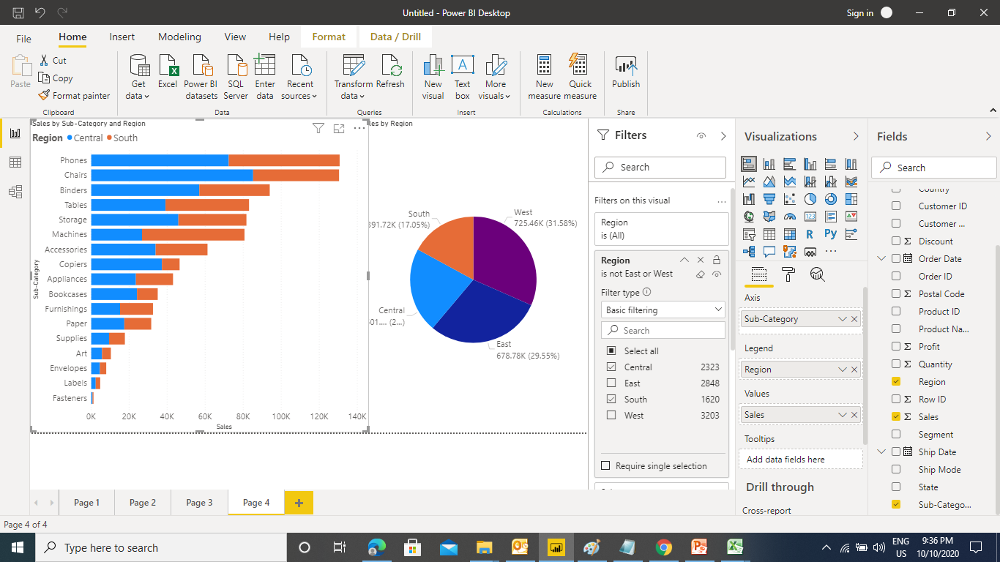 Untitled - Power BI Desktop
Sign in
File
Home
Insert
Modeling
View
Help
Format
Data / Drill
Paste
Cut
Copy
Format painter
Clipboard
Get data
Excel
Power BI datasets
SQL Server
Enter data
Recent sources
Data
Transform data
Refresh
Queries
New visual
A
Text box
More visuals
Insert
New measure
Quick measure
Calculations
Publish
Share
Sales by Sub-Category and Region
Region Central South
Sub-Category
Phones
Chairs
Binders
Tables
Storage
Machines
Accessories
Copiers
Appliances
Bookcases
Furnishings
Paper
Supplies
Art
Envelopes
Labels
Fasteners
0K 20K 40K 60K 80K 100K 120K 140K
Sales
les by Region
South
391.72K (17.05%)
West
725.46K (31.58%)
Central
501.... (2...)
East
678.78K (29.55%)
Filters
Search
Filters on this visual
...
Region
is (All)
Region
is not East or West
Filter type
Basic filtering
Search
Select all
Central 2323
East 2848
South 1620
West 3203
Require single selection
Visualizations
123
R
Py
...
Axis
Sub-Category
Legend
Region
Values
Sales
Tooltips
Add data fields here
Drill through
Cross-report
Fields
Search
Country
Customer ID
Customer ...
Σ Discount
Order Date
Order ID
Σ Postal Code
Product ID
Product Na...
Σ Profit
Σ Quantity
Region
Σ Row ID
Σ Sales
Segment
Ship Date
Ship Mode
State
Sub-Catego...
Page 1
Page 2
Page 3
Page 4
+
Page 4 of 4
Type here to search
ENG
US
9:36 PM
10/10/2020